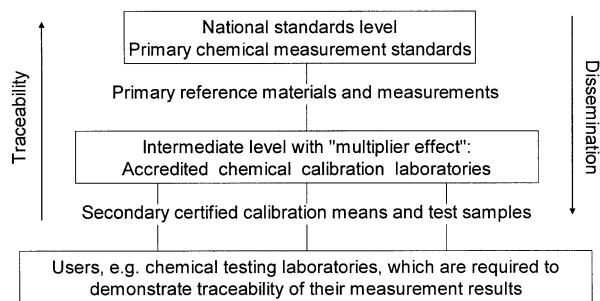 National standards level
Primary chemical measurement standards
Primary reference materials and measurements
Intermediate level with "multiplier effect":
Accredited chemical calibration laboratories
Secondary certified calibration means and test samples
Users, e.g. chemical testing laboratories, which are required to
demonstrate traceability of their measurement results
Traceability
Dissemination